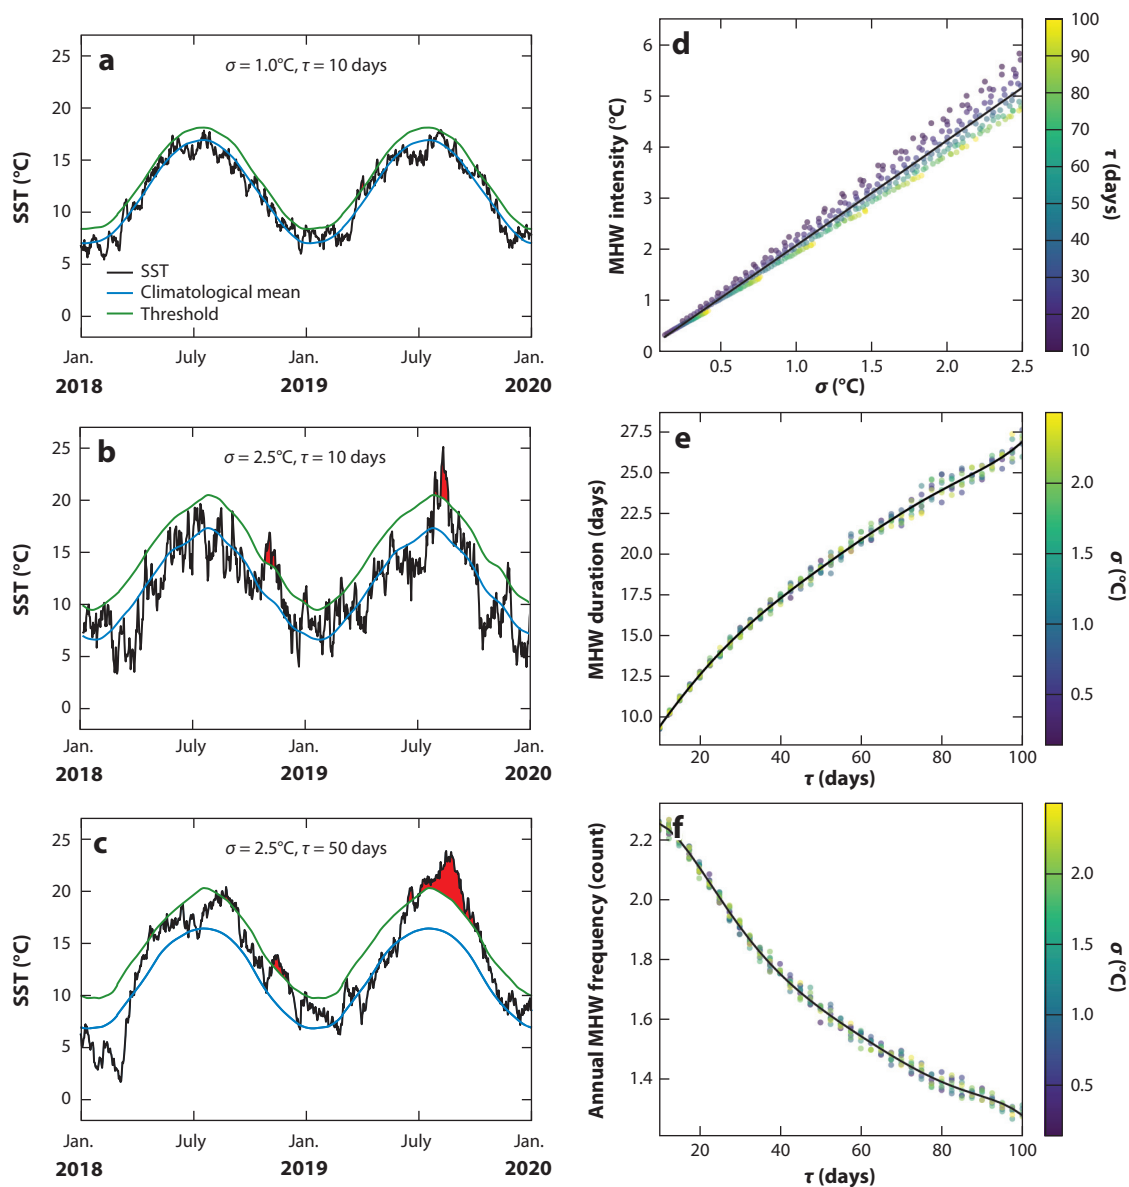 a
σ = 1.0°C, τ = 10 days
SST (°C)
25
20
15
10
5
0
SST
Climatological mean
Threshold
Jan.
July
Jan.
July
Jan.
2018
2019
2020
b
σ = 2.5°C, τ = 10 days
SST (°C)
25
20
15
10
5
0
Jan.
July
Jan.
July
Jan.
2018
2019
2020
c
σ = 2.5°C, τ = 50 days
SST (°C)
25
20
15
10
5
0
Jan.
July
Jan.
July
Jan.
2018
2019
2020
d
MHW intensity (°C)
6
5
4
3
2
1
0
0.5
1.0
1.5
2.0
2.5
σ (°C)
100
90
80
70
60
50
40
30
20
10
τ (days)
e
MHW duration (days)
27.5
25.0
22.5
20.0
17.5
15.0
12.5
10.0
20
40
60
80
100
τ (days)
2.0
1.5
1.0
0.5
σ (°C)
f
Annual MHW frequency (count)
2.2
2.0
1.8
1.6
1.4
20
40
60
80
100
τ (days)
2.0
1.5
1.0
0.5
σ (°C)